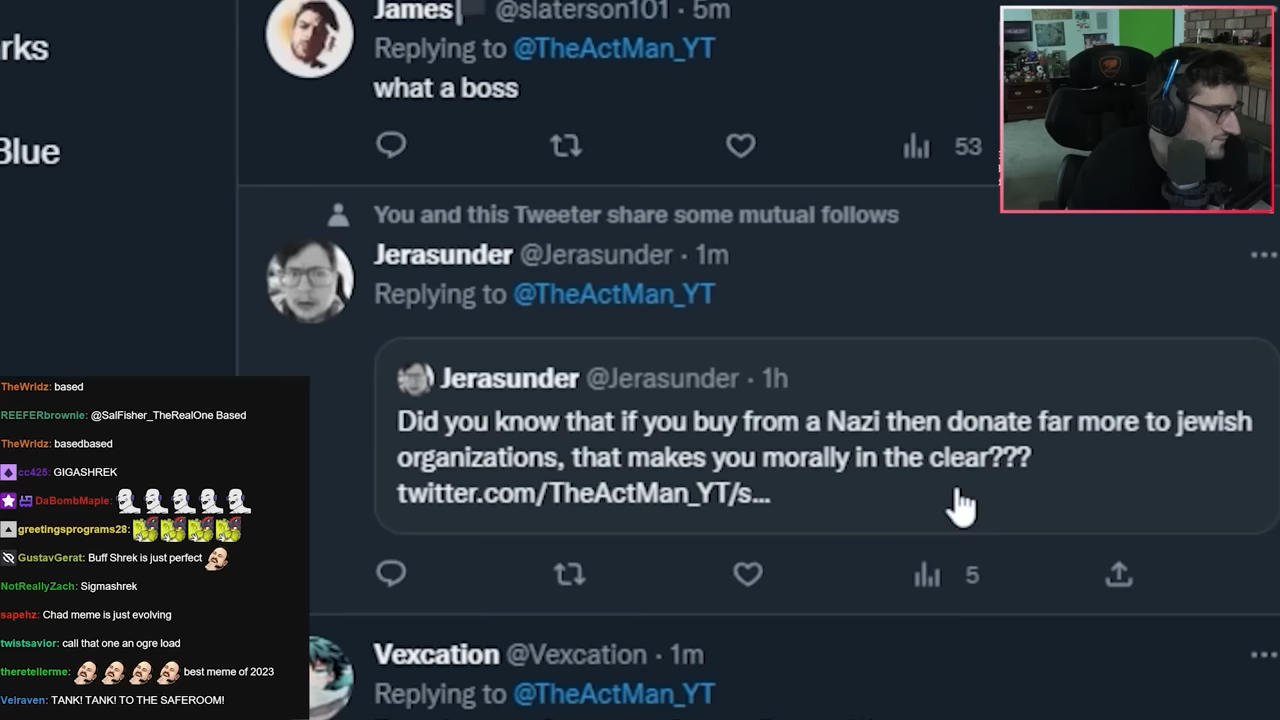 James @slaterson101 · 5m
Replying to @TheActMan_YT
what a boss
53
rks
Blue
You and this Tweeter share some mutual follows
Jerasunder @Jerasunder · 1m
Replying to @TheActMan_YT
Jerasunder @Jerasunder · 1h
Did you know that if you buy from a Nazi then donate far more to jewish
organizations, that makes you morally in the clear???
twitter.com/TheActMan_YT/s...
5
Vexcation @Vexcation · 1m
Replying to @TheActMan_YT
TheWrldz: based
REEFERbrownie: @SalFisher_TheRealOne Based
TheWrldz: basedbased
cc425: GIGASHREK
DaBombMaple:
greetingsprograms28:
GustavGerat: Buff Shrek is just perfect
NotReallyZach: Sigmashrek
sapehz: Chad meme is just evolving
twistsavior: call that one an ogre load
theretellerme: best meme of 2023
Velraven: TANK! TANK! TO THE SAFEROOM!